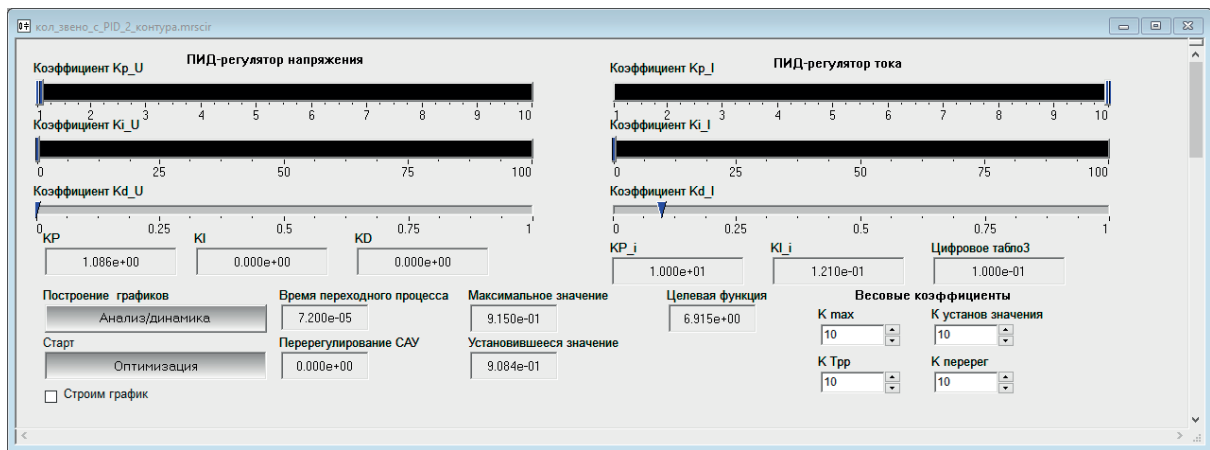 кол_звено_с_PID_2_контура.mrscir
ПИД-регулятор напряжения
Коэффициент Kp_U
1 2 3 4 5 6 7 8 9 10
Коэффициент Ki_U
0 25 50 75 100
Коэффициент Kd_U
0 0.25 0.5 0.75 1
KP KI KD
1.086e+00 0.000e+00 0.000e+00
ПИД-регулятор тока
Коэффициент Kp_I
1 2 3 4 5 6 7 8 9 10
Коэффициент Ki_I
0 25 50 75 100
Коэффициент Kd_I
0 0.25 0.5 0.75 1
KP_i KI_i Цифровое табло3
1.000e+01 1.210e-01 1.000e-01
Построение графиков
Анализ/динамика
Старт
Оптимизация
Строим график
Время переходного процесса
7.200e-05
Перерегулирование САУ
0.000e+00
Максимальное значение
9.150e-01
Установившееся значение
9.084e-01
Целевая функция
6.915e+00
Весовые коэффициенты
K max К установ значения
10 10
К Трр К перерег
10 10